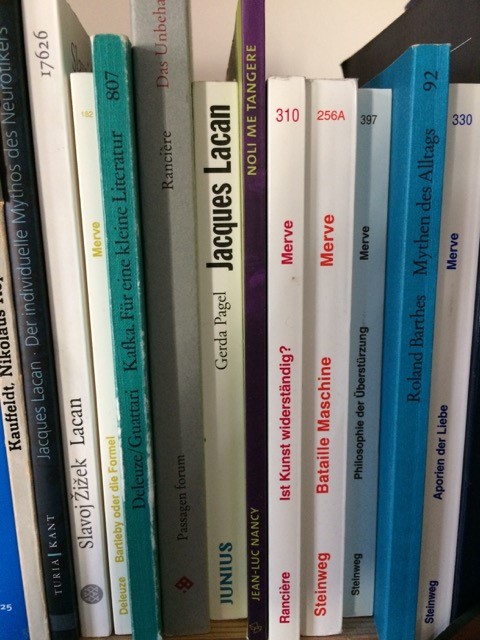 Kauffeldt, Nikolaus
25
Jacques Lacan · Der individuelle Mythos des Neurotikers
TURIA | KANT
17626
Slavoj Žižek Lacan
Merve
Deleuze Bartleby oder die Formel
807
Deleuze/Guattari Kafka. Für eine kleine Literatur
Rancière Das Unbeha
Passagen forum
Gerda Pagel Jacques Lacan
JUNIUS
JEAN-LUC NANCY NOLI ME TANGERE
310
Merve
Rancière Ist Kunst widerständig?
256A
Merve
Steinweg Bataille Maschine
397
Merve
Steinweg Philosophie der Überstürzung
92
Roland Barthes Mythen des Alltags
330
Merve
Steinweg Aporien der Liebe